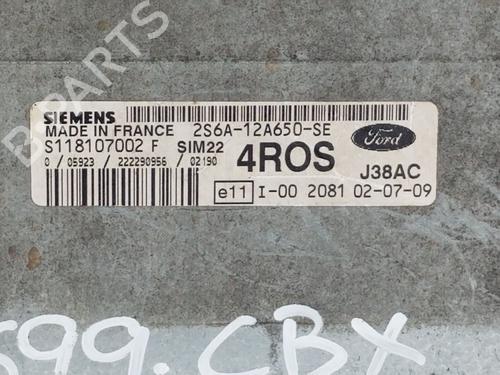 SIEMENS
MADE IN FRANCE 2S6A-12A650-SE
S118107002 F SIM22 4ROS Ford
0 / 05923 / 222290956 / 02190 J38AC
e11 I-00 2081 02-07-09
599.CBX
B-Parts